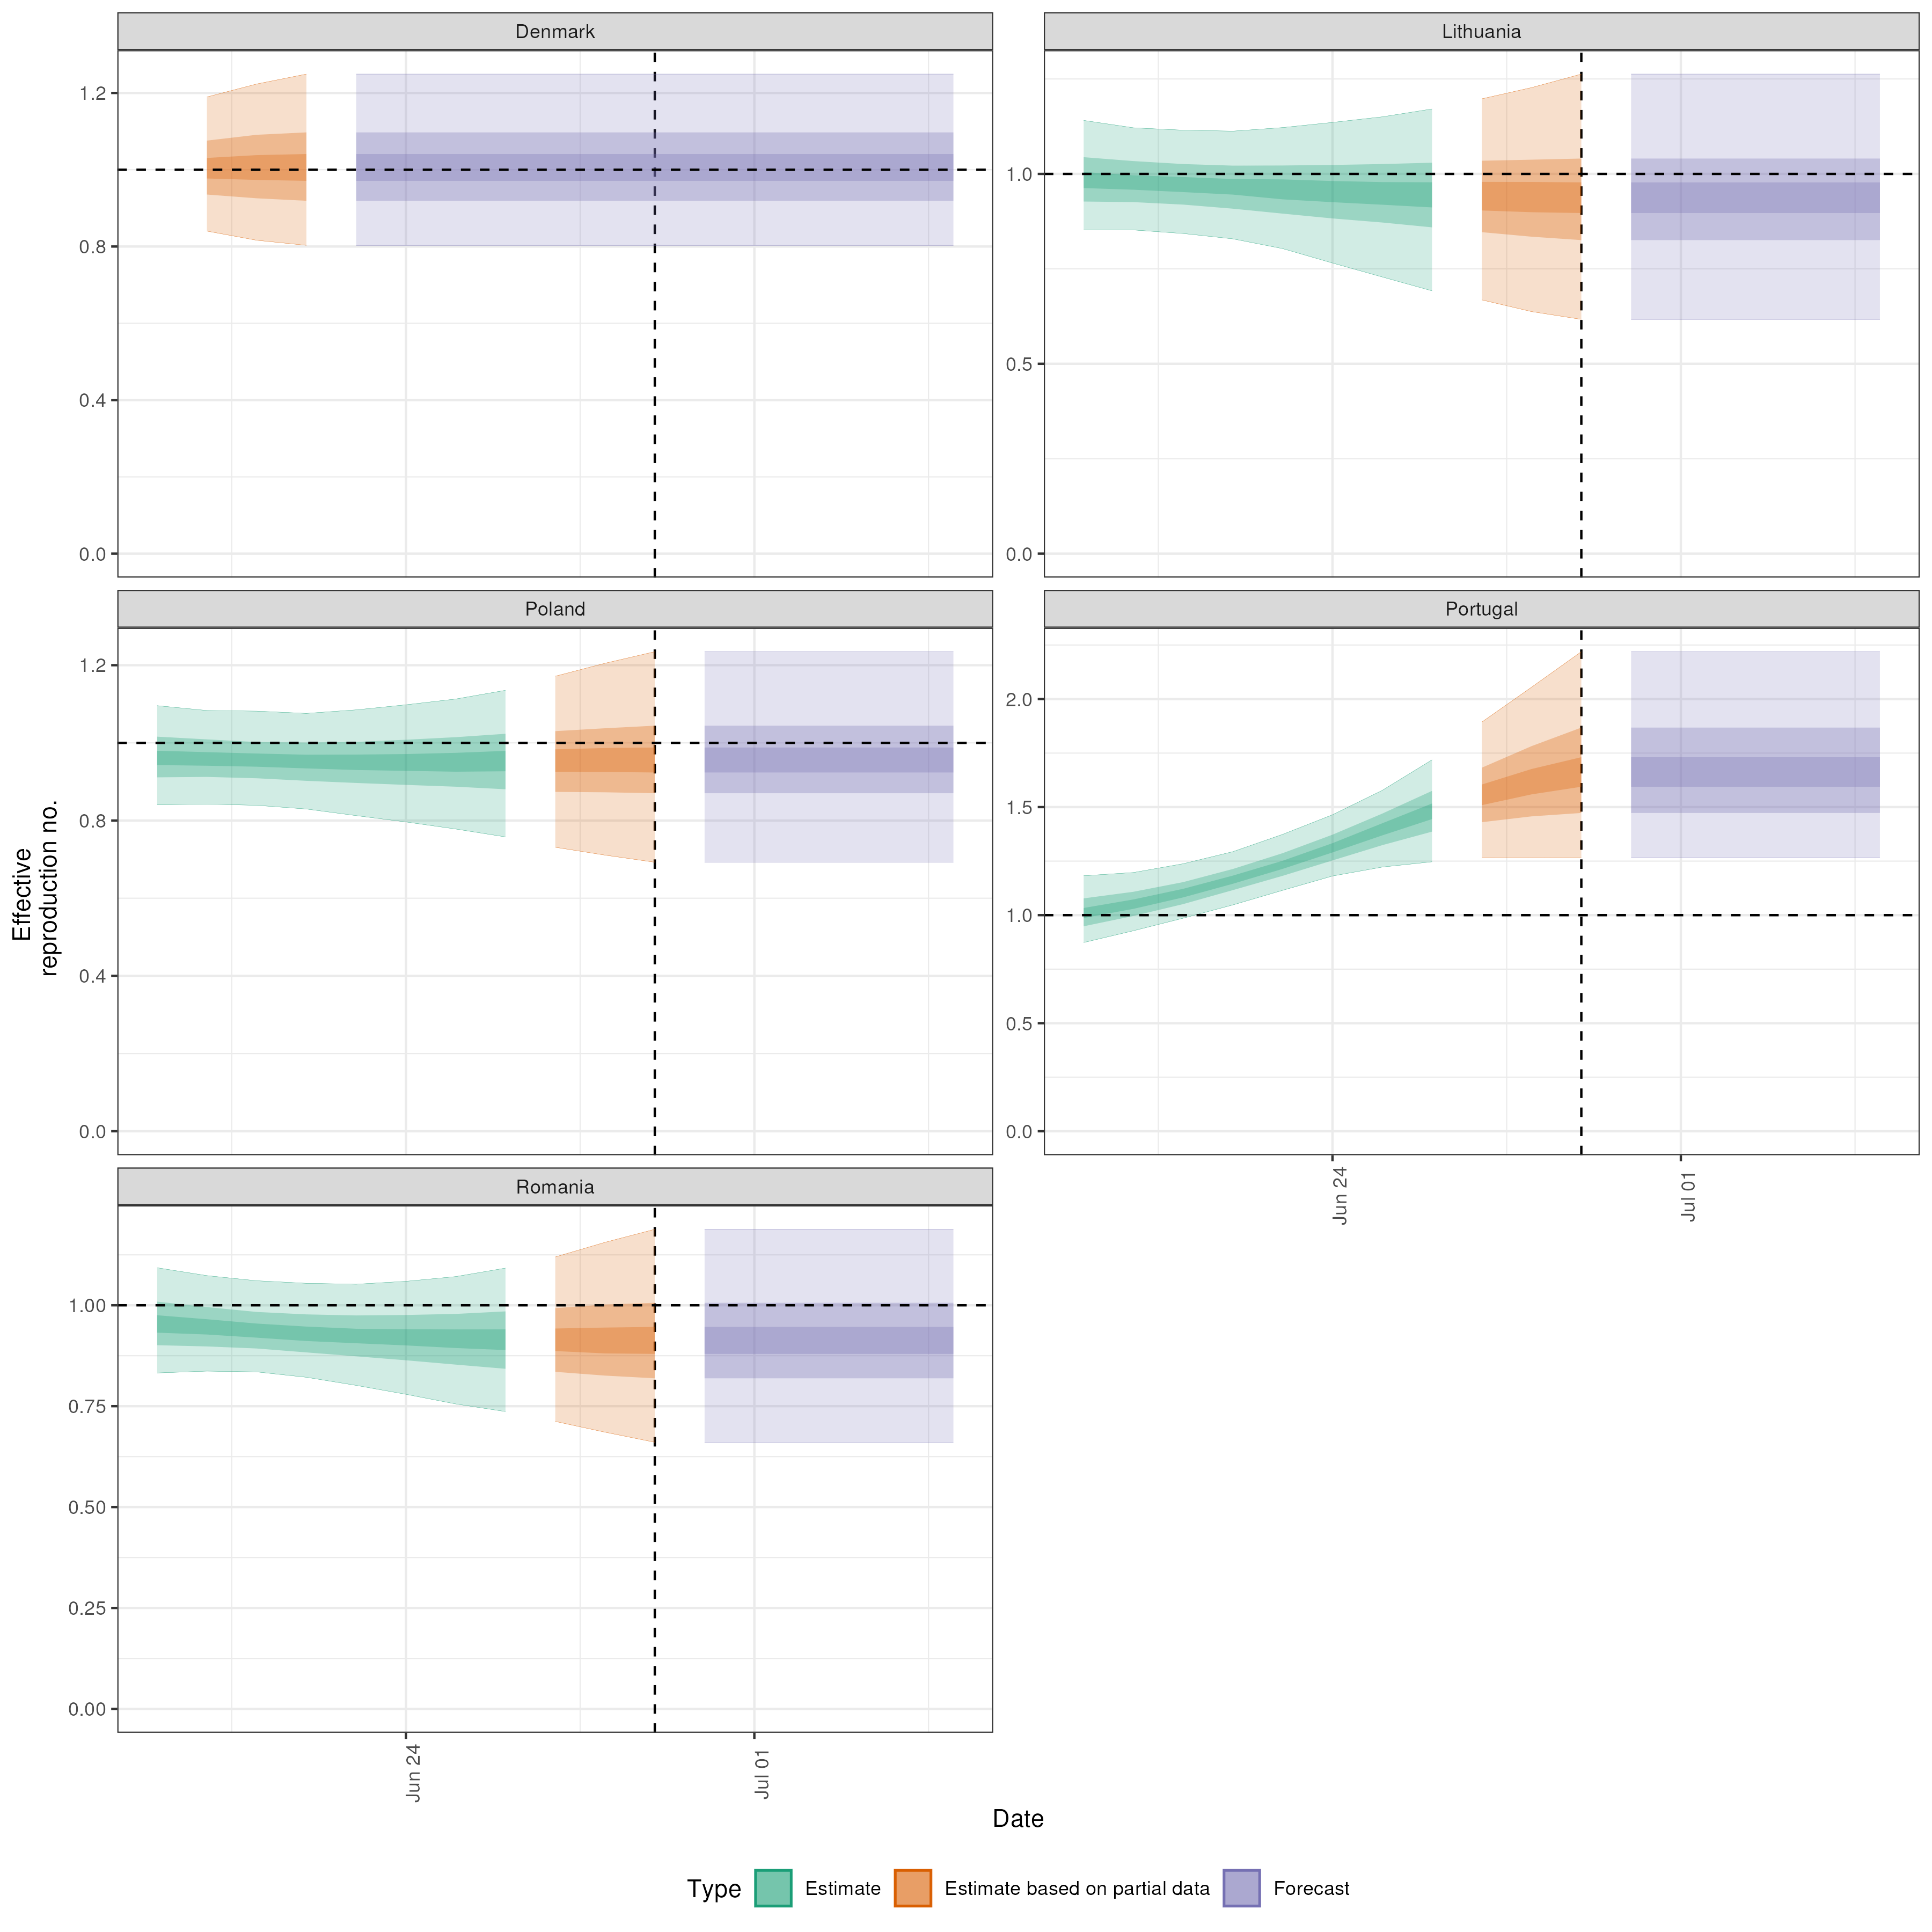 Denmark
Lithuania
1.2
0.8
0.4
0.0
1.0
0.5
0.0
Poland
Portugal
1.2
0.8
0.4
0.0
2.0
1.5
1.0
0.5
0.0
Jun 24
Jul 01
Romania
1.00
0.75
0.50
0.25
0.00
Jun 24
Jul 01
Effective
reproduction no.
Date
Type
Estimate
Estimate based on partial data
Forecast